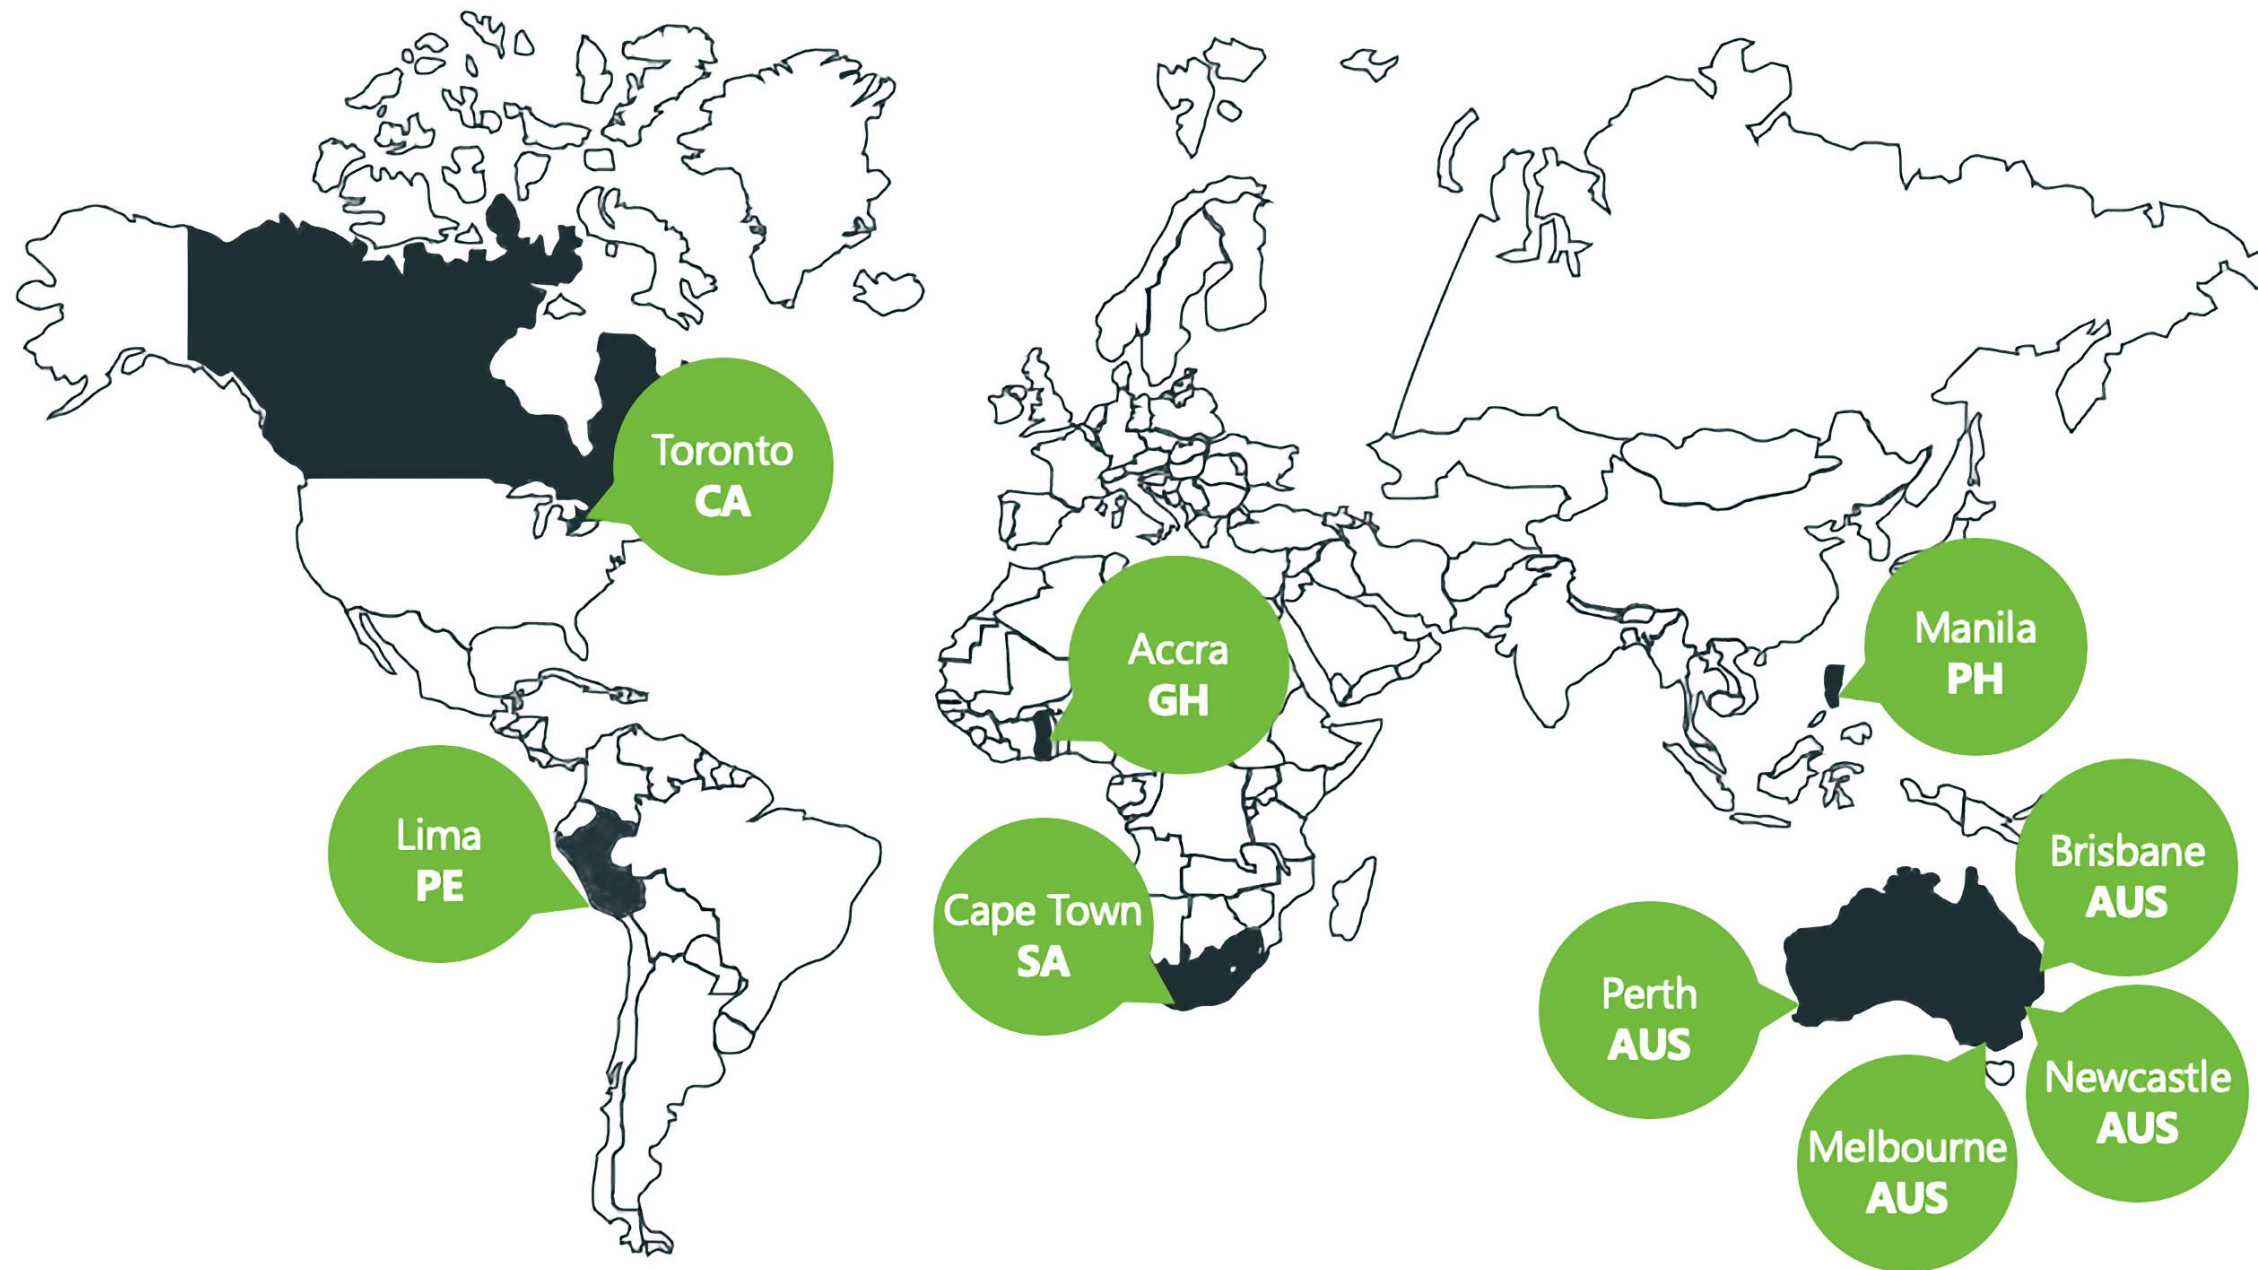 Toronto
CA
Accra
GH
Manila
PH
Lima
PE
Cape Town
SA
Brisbane
AUS
Perth
AUS
Newcastle
AUS
Melbourne
AUS